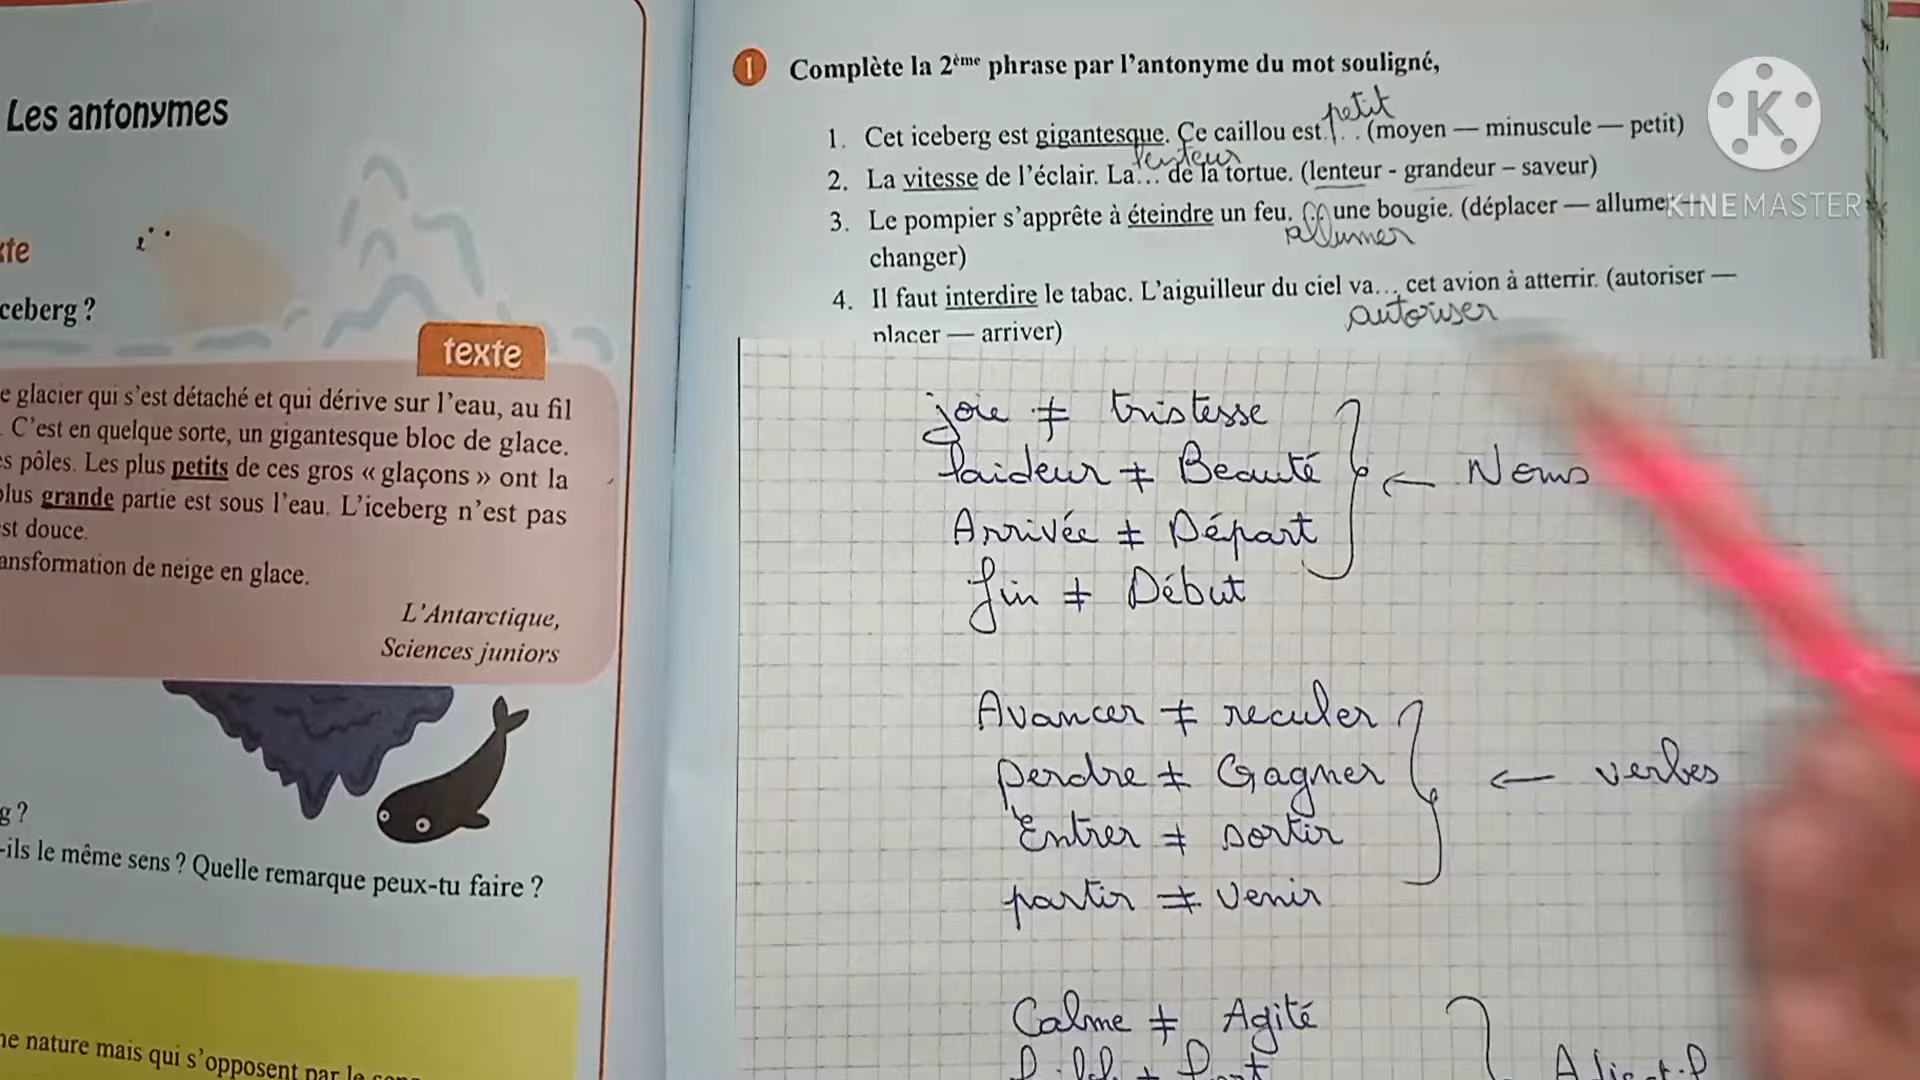 Les antonymes
xte
ceberg ?
texte
e glacier qui s'est détaché et qui dérive sur l'eau, au fil
. C'est en quelque sorte, un gigantesque bloc de glace.
s pôles. Les plus petits de ces gros « glaçons » ont la
plus grande partie est sous l'eau. L'iceberg n'est pas
st douce.
ansformation de neige en glace.
L'Antarctique,
Sciences juniors
g ?
-ils le même sens ? Quelle remarque peux-tu faire ?
ne nature mais qui s'opposent par le sens
1 Complète la 2ème phrase par l'antonyme du mot souligné,
petit
1. Cet iceberg est gigantesque. Ce caillou est... (moyen — minuscule — petit)
lenteur
2. La vitesse de l'éclair. La... de la tortue. (lenteur - grandeur – saveur)
3. Le pompier s'apprête à éteindre un feu. ... une bougie. (déplacer — allumer —
allumer
changer)
4. Il faut interdire le tabac. L'aiguilleur du ciel va... cet avion à atterrir. (autoriser —
autoriser
placer — arriver)
joie ≠ tristesse
laideur ≠ Beauté ← Noms
Arrivée ≠ Départ
fin ≠ Début
Avancer ≠ reculer
perdre ≠ Gagner ← verbes
Entrer ≠ sortir
partir ≠ venir
Calme ≠ Agité
K
KINEMASTER